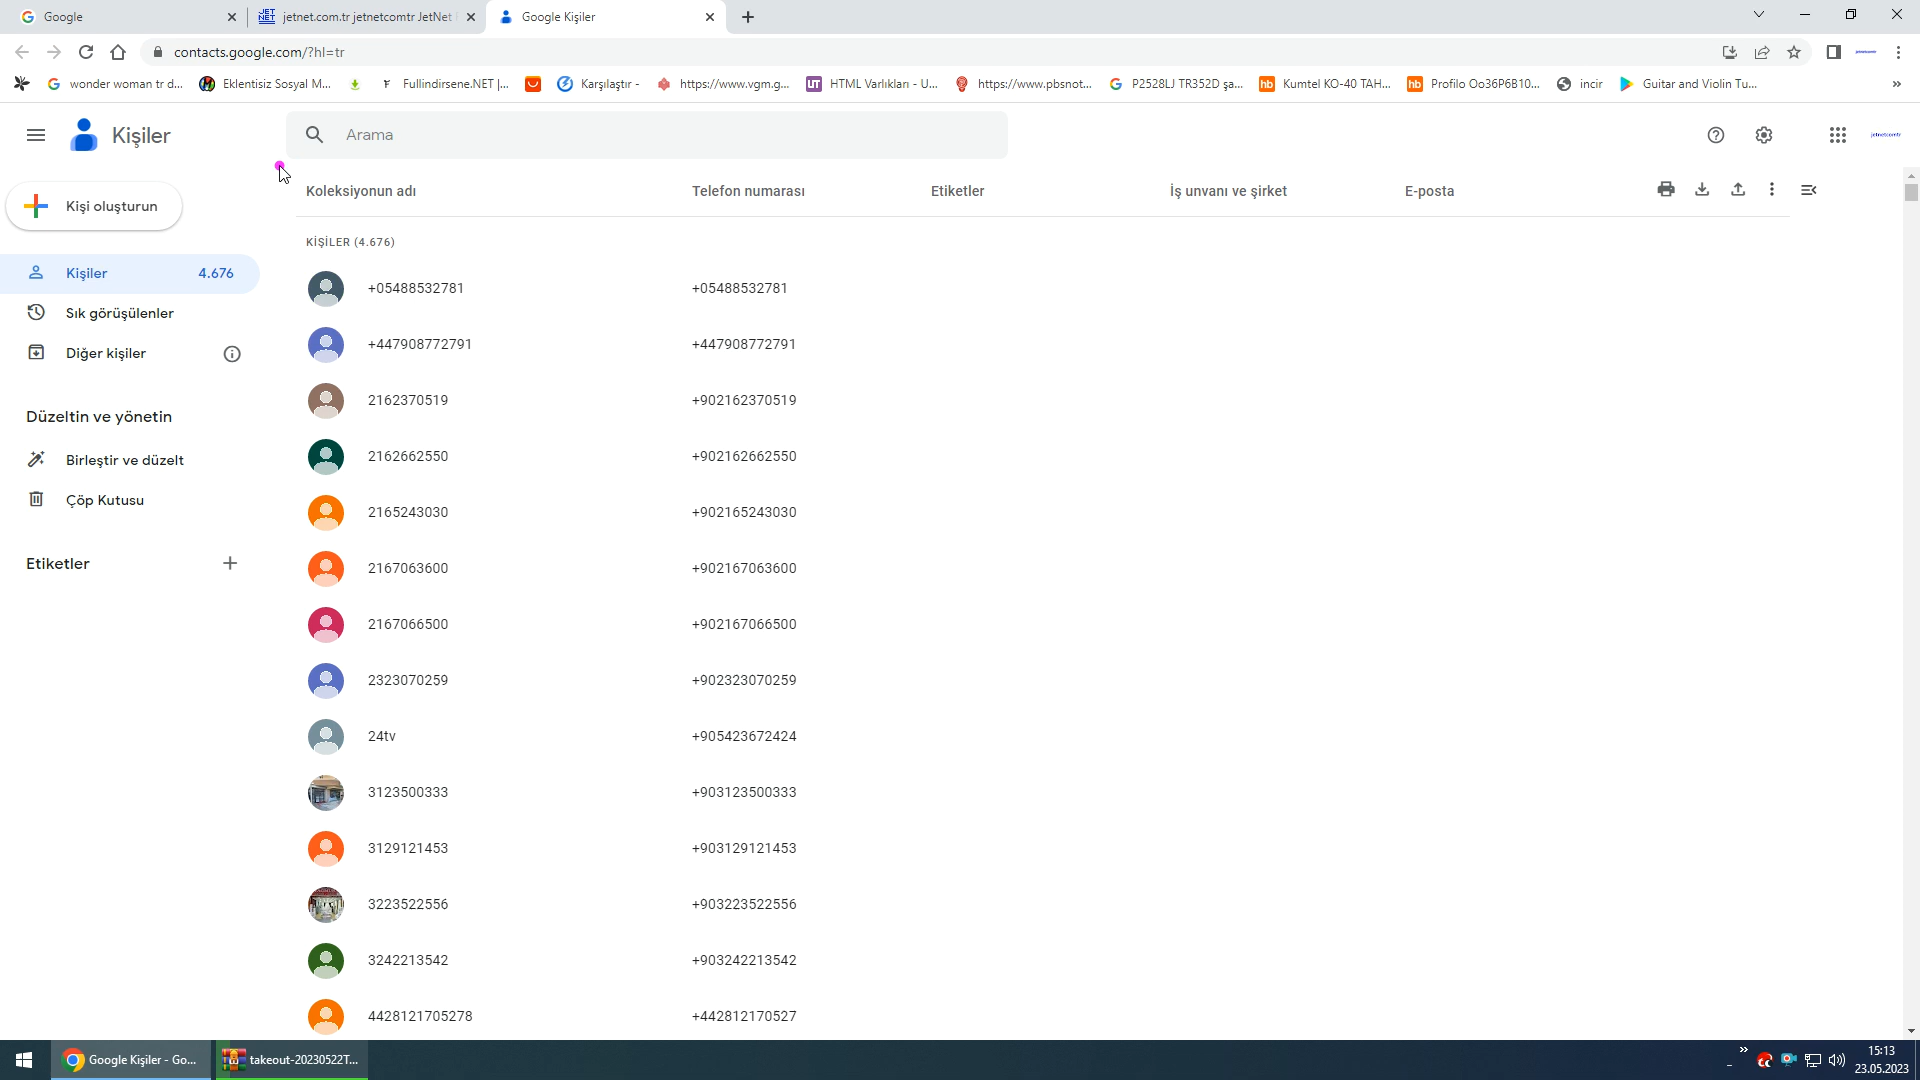 Google
jetnet.com.tr jetnetcomtr JetNet
Google Kişiler
contacts.google.com/?hl=tr
wonder woman tr d...
Eklentisiz Sosyal M...
Fullindirsene.NET |...
Karşılaştır -
https://www.vgm.g...
HTML Varlıkları - U...
https://www.pbsnot...
P2528LJ TR352D şa...
Kumtel KO-40 TAH...
Profilo Oo36P6B10...
incir
Guitar and Violin Tu...
»
Kişiler
Arama
jetnetcomtr
Kişi oluşturun
Koleksiyonun adı
Telefon numarası
Etiketler
İş unvanı ve şirket
E-posta
KİŞİLER (4.676)
Kişiler 4.676
Sık görüşülenler
Diğer kişiler
Düzeltin ve yönetin
Birleştir ve düzelt
Çöp Kutusu
Etiketler
+05488532781 +05488532781
+447908772791 +447908772791
2162370519 +902162370519
2162662550 +902162662550
2165243030 +902165243030
2167063600 +902167063600
2167066500 +902167066500
2323070259 +902323070259
24tv +905423672424
3123500333 +903123500333
3129121453 +903129121453
3223522556 +903223522556
3242213542 +903242213542
4428121705278 +442812170527
Google Kişiler - Go...
takeout-20230522T...
15:13
23.05.2023